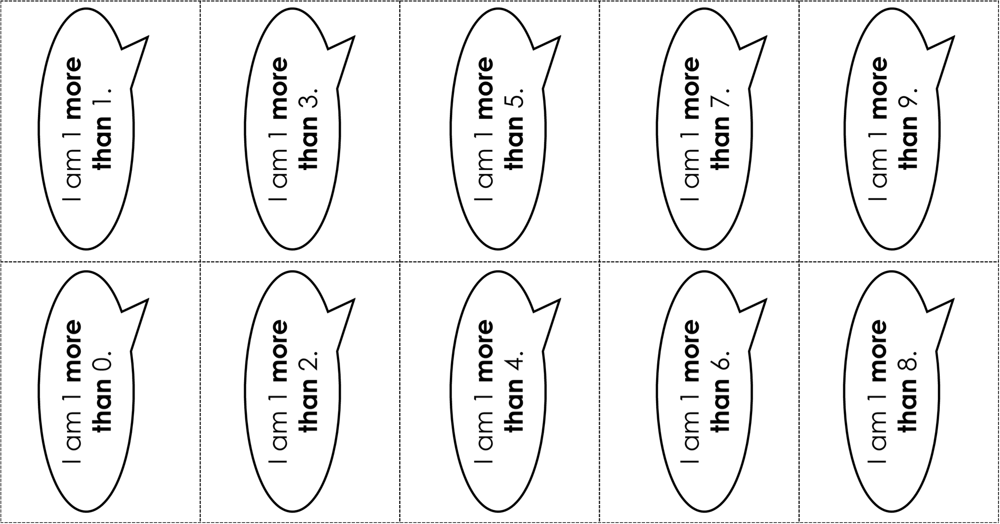 I am 1 more
than 0.
I am 1 more
than 1.
I am 1 more
than 2.
I am 1 more
than 3.
I am 1 more
than 4.
I am 1 more
than 5.
I am 1 more
than 6.
I am 1 more
than 7.
I am 1 more
than 8.
I am 1 more
than 9.